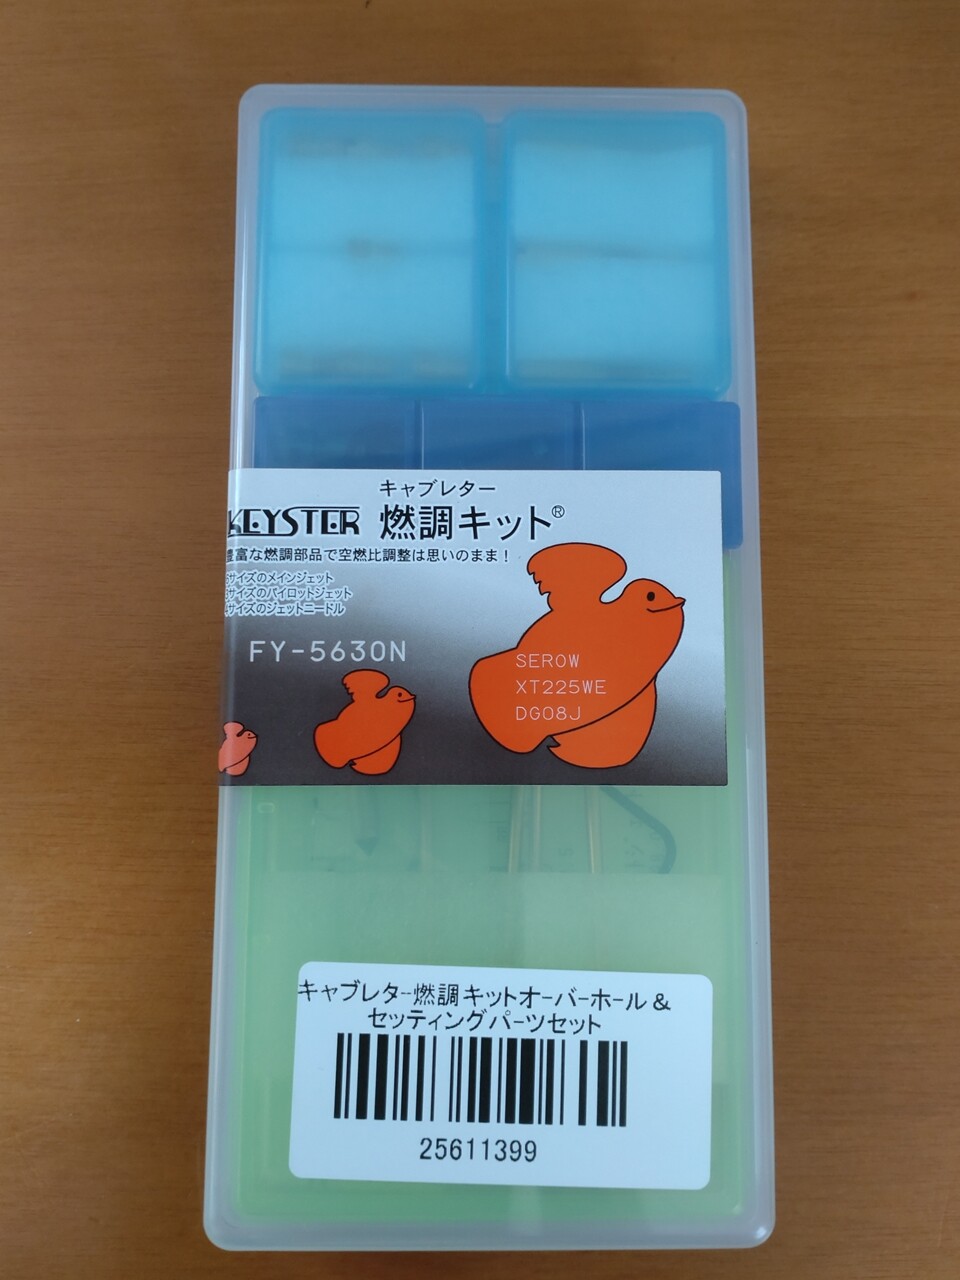 キャブレター
KEYSTER 燃調キット®
豊富な燃調部品で空燃比調整は思いのまま！
サイズのメインジェット
サイズのパイロットジェット
サイズのジェットニードル
FY-5630N
SEROW
XT225WE
DG08J
キャブレター燃調キットオーバーホール &
セッティングパーツセット
25611399